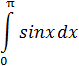 ∫₀^π sinx dx